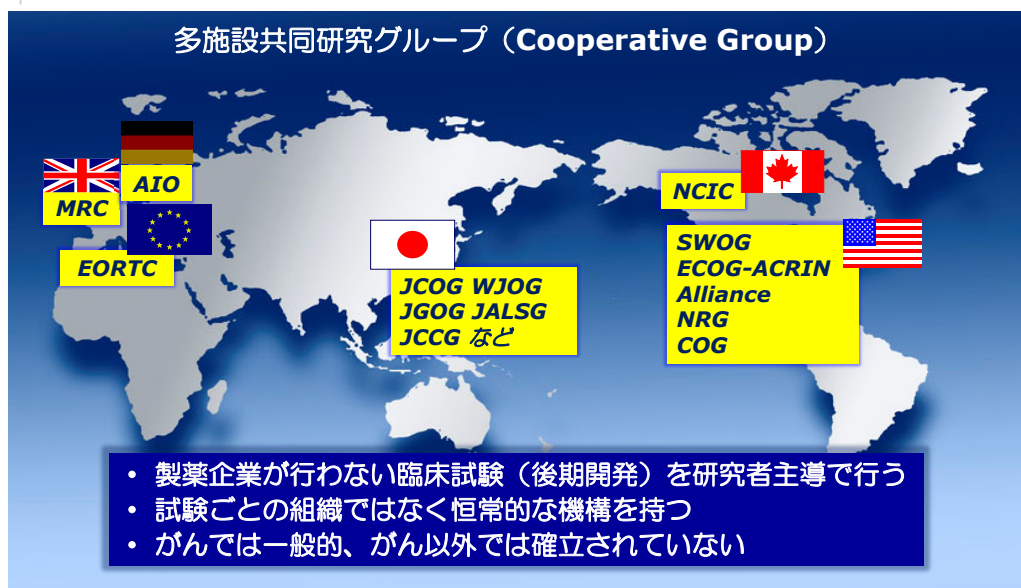 多施設共同研究グループ（Cooperative Group）
AIO
MRC
EORTC
JCOG WJOG
JGOG JALSG
JCCG など
NCIC
SWOG
ECOG-ACRIN
Alliance
NRG
COG
• 製薬企業が行わない臨床試験（後期開発）を研究者主導で行う
• 試験ごとの組織ではなく恒常的な機構を持つ
• がんでは一般的、がん以外では確立されていない